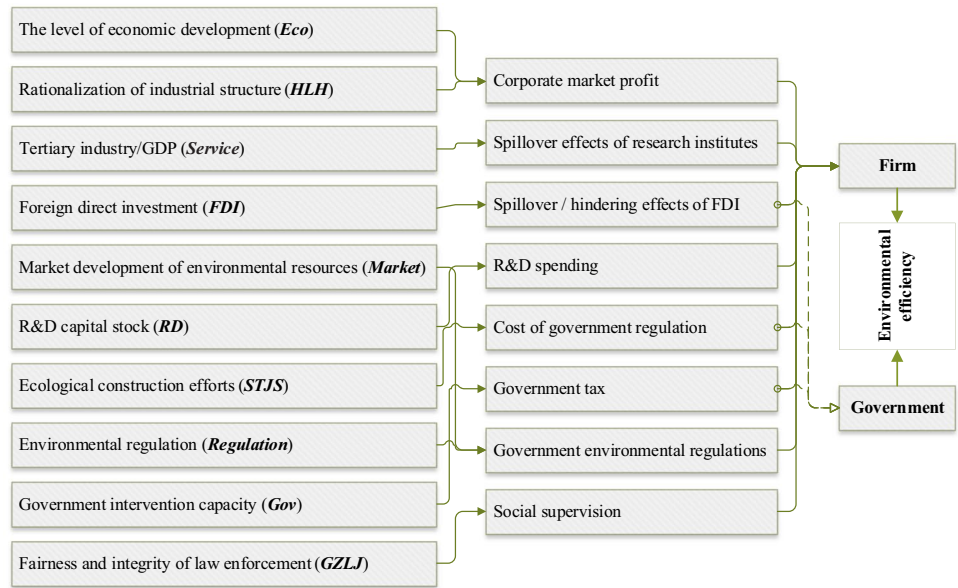 The level of economic development (Eco)
Rationalization of industrial structure (HLH)
Tertiary industry/GDP (Service)
Foreign direct investment (FDI)
Market development of environmental resources (Market)
R&D capital stock (RD)
Ecological construction efforts (STJS)
Environmental regulation (Regulation)
Government intervention capacity (Gov)
Fairness and integrity of law enforcement (GZLJ)
Corporate market profit
Spillover effects of research institutes
Spillover / hindering effects of FDI
R&D spending
Cost of government regulation
Government tax
Government environmental regulations
Social supervision
Firm
Environmental
efficiency
Government